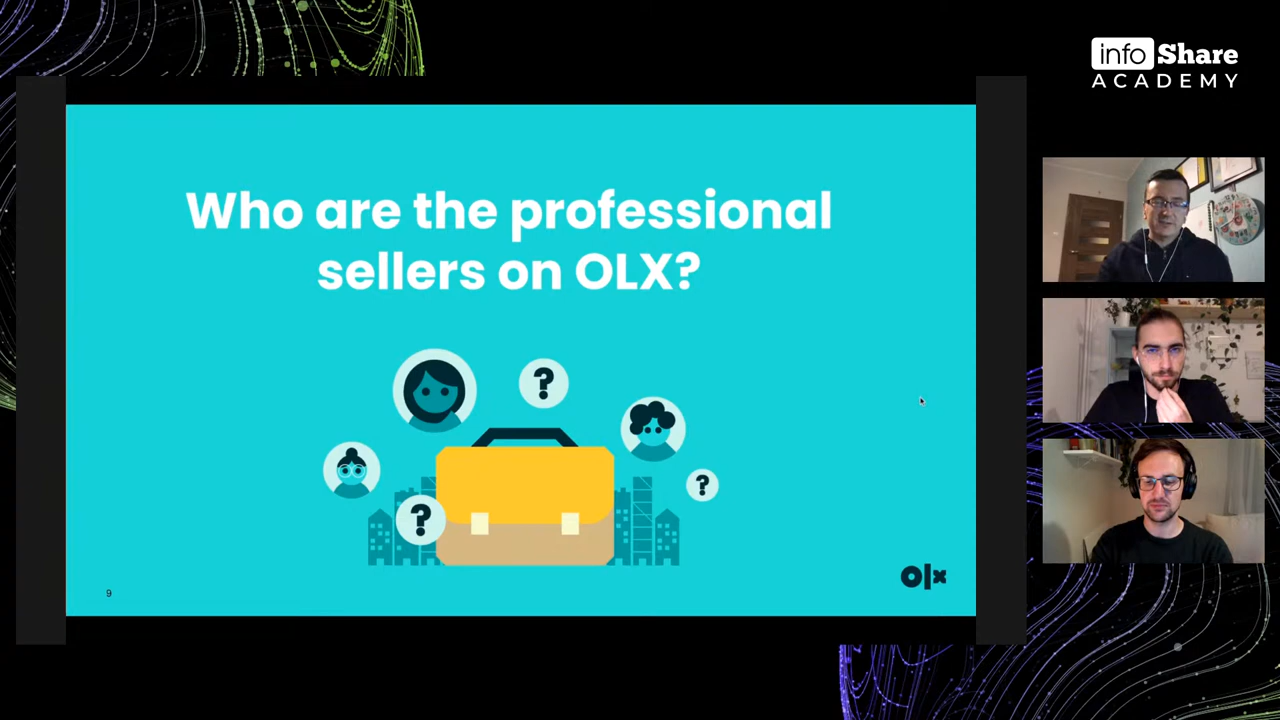 info Share
ACADEMY
Who are the professional
sellers on OLX?
?
?
?
9
olx